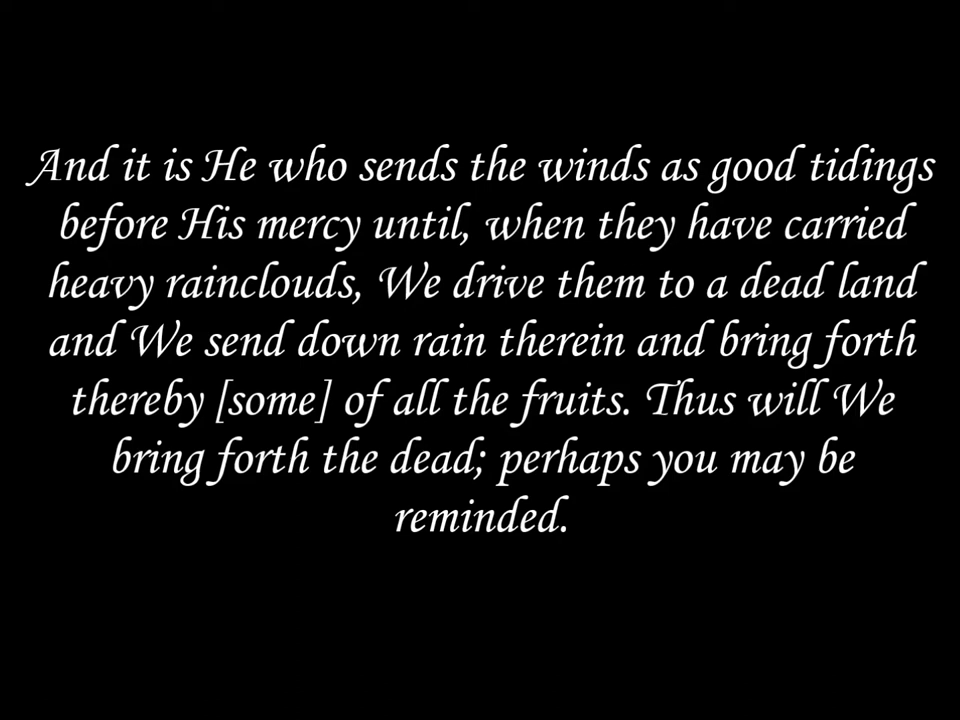 And it is He who sends the winds as good tidings
before His mercy until, when they have carried
heavy rainclouds, We drive them to a dead land
and We send down rain therein and bring forth
thereby [some] of all the fruits. Thus will We
bring forth the dead; perhaps you may be
reminded.